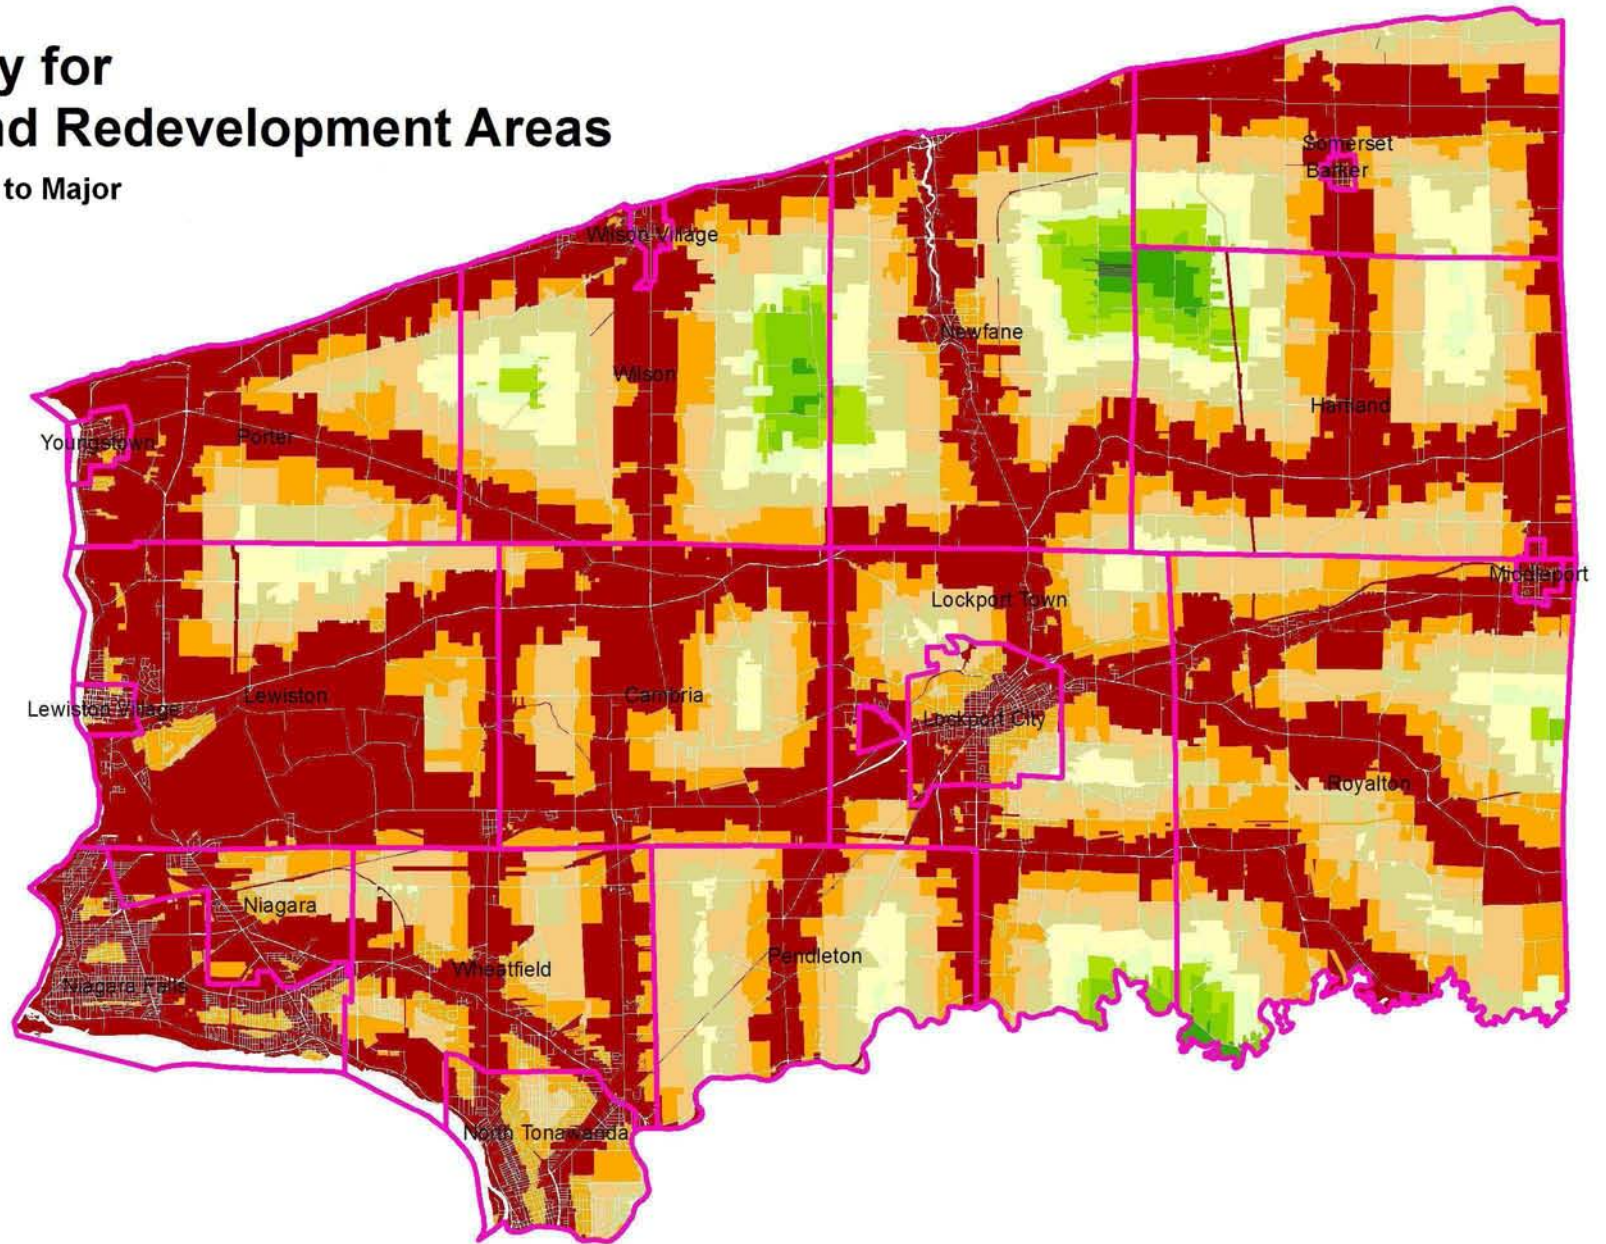 y for
nd Redevelopment Areas
to Major
Somerset
Barker
Wilson Village
Newfane
Wilson
Hartland
Youngstown
Porter
Middleport
Lockport Town
Lewiston Village
Lewiston
Cambria
Lockport City
Royalton
Niagara
Pendleton
Wheatfield
Niagara Falls
North Tonawanda